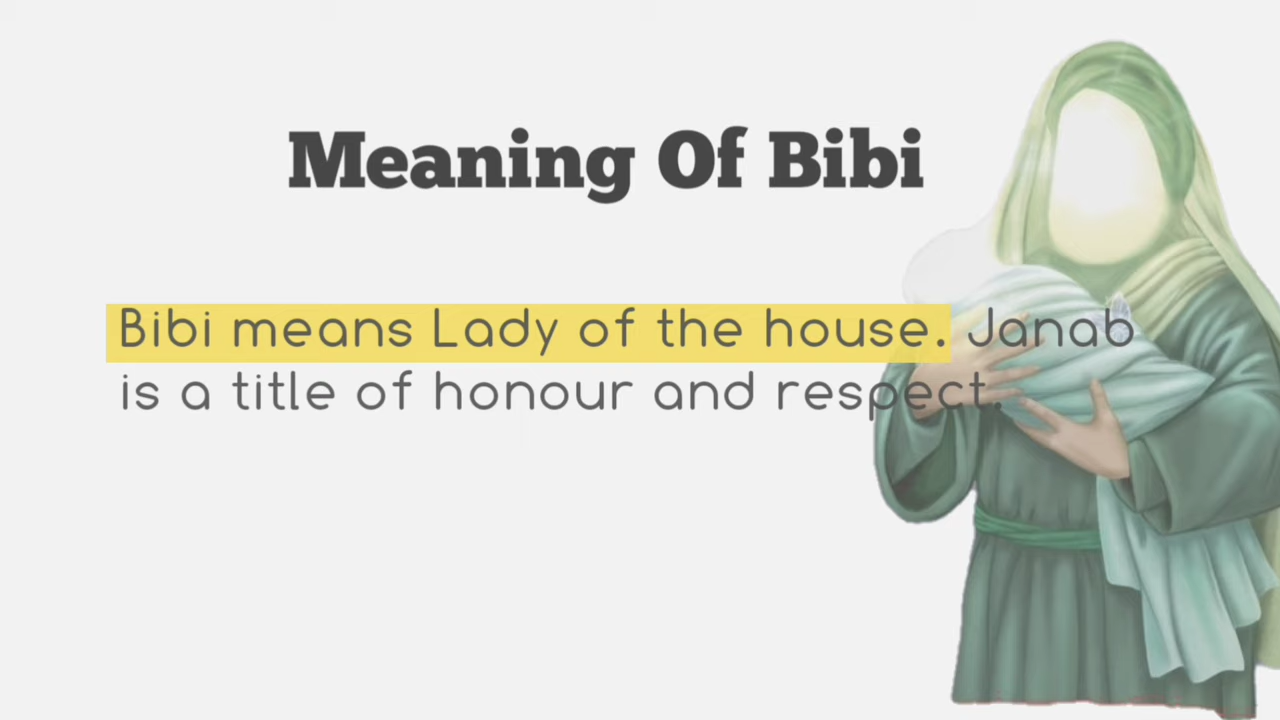 Meaning Of Bibi
Bibi means Lady of the house. Janab
is a title of honour and respect.